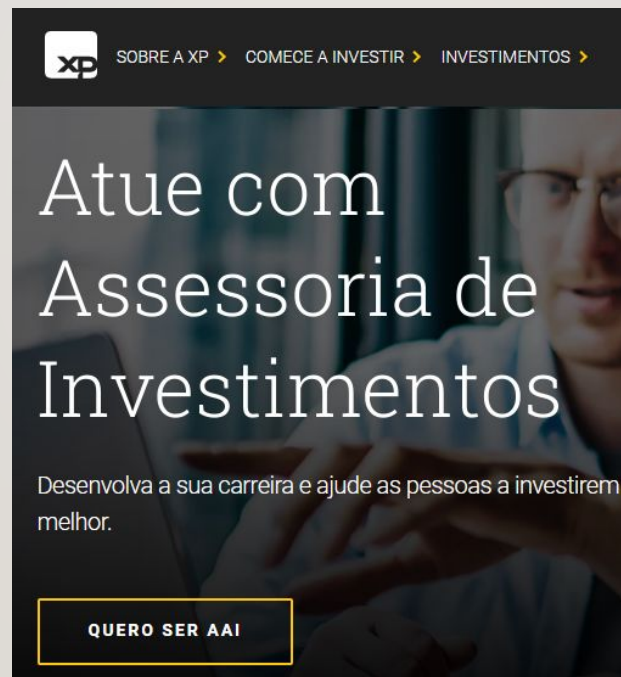 xp SOBRE A XP > COMECE A INVESTIR > INVESTIMENTOS >
Atue com
Assessoria de
Investimentos
Desenvolva a sua carreira e ajude as pessoas a investirem
melhor.
QUERO SER AAI